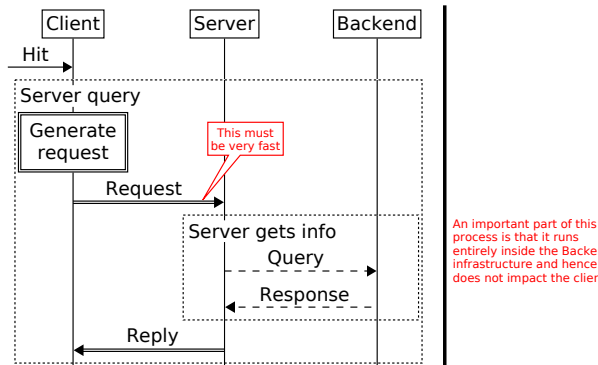 Client
Server
Backend
Hit
Server query
Generate
request
This must
be very fast
Request
Server gets info
Query
Response
Reply
An important part of this
process is that it runs
entirely inside the Backe
infrastructure and hence
does not impact the clien